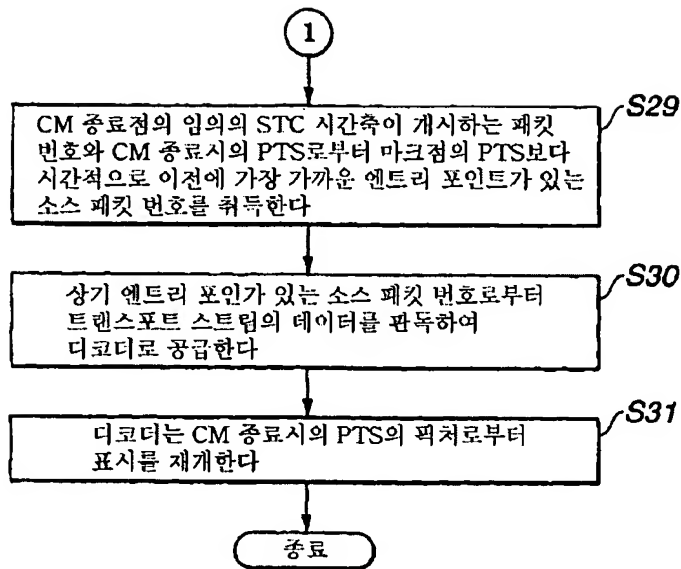 1
S29
CM 종료점의 임의의 STC 시간축이 개시하는 패킷
번호와 CM 종료시의 PTS로부터 마크점의 PTS보다
시간적으로 이전에 가장 가까운 엔트리 포인트가 있는
소스 패킷 번호를 취득한다
S30
상기 엔트리 포인가 있는 소스 패킷 번호로부터
트랜스포트 스트림의 데이터를 판독하여
디코더로 공급한다
S31
디코더는 CM 종료시의 PTS의 픽처로부터
표시를 재개한다
종료